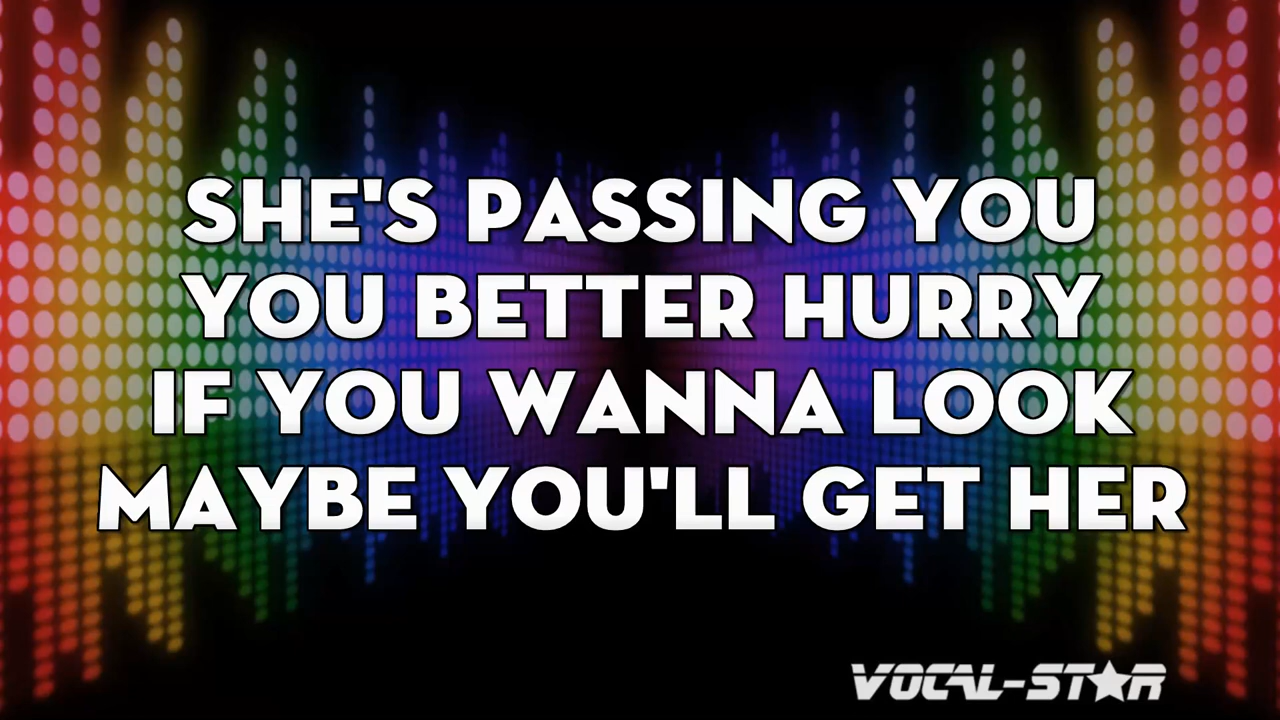 SHE'S PASSING YOU
YOU BETTER HURRY
IF YOU WANNA LOOK
MAYBE YOU'LL GET HER
VOCAL-STAR